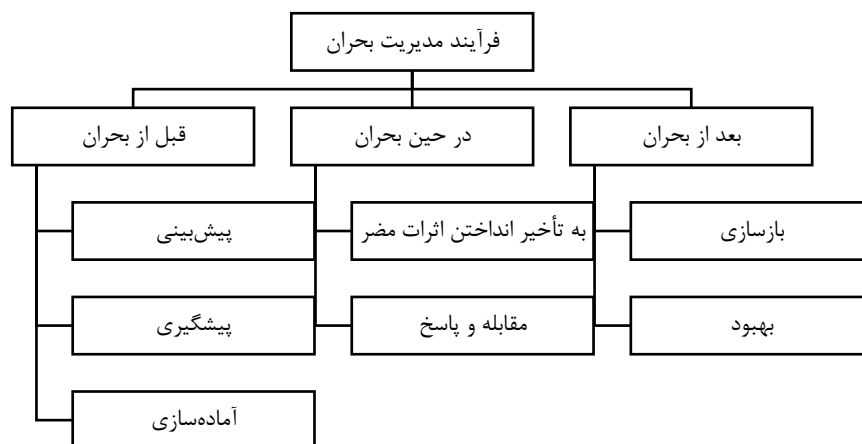 فرآیند مدیریت بحران
قبل از بحران
در حین بحران
بعد از بحران
پیش‌بینی
به تأخیر انداختن اثرات مضر
بازسازی
پیشگیری
مقابله و پاسخ
بهبود
آماده‌سازی